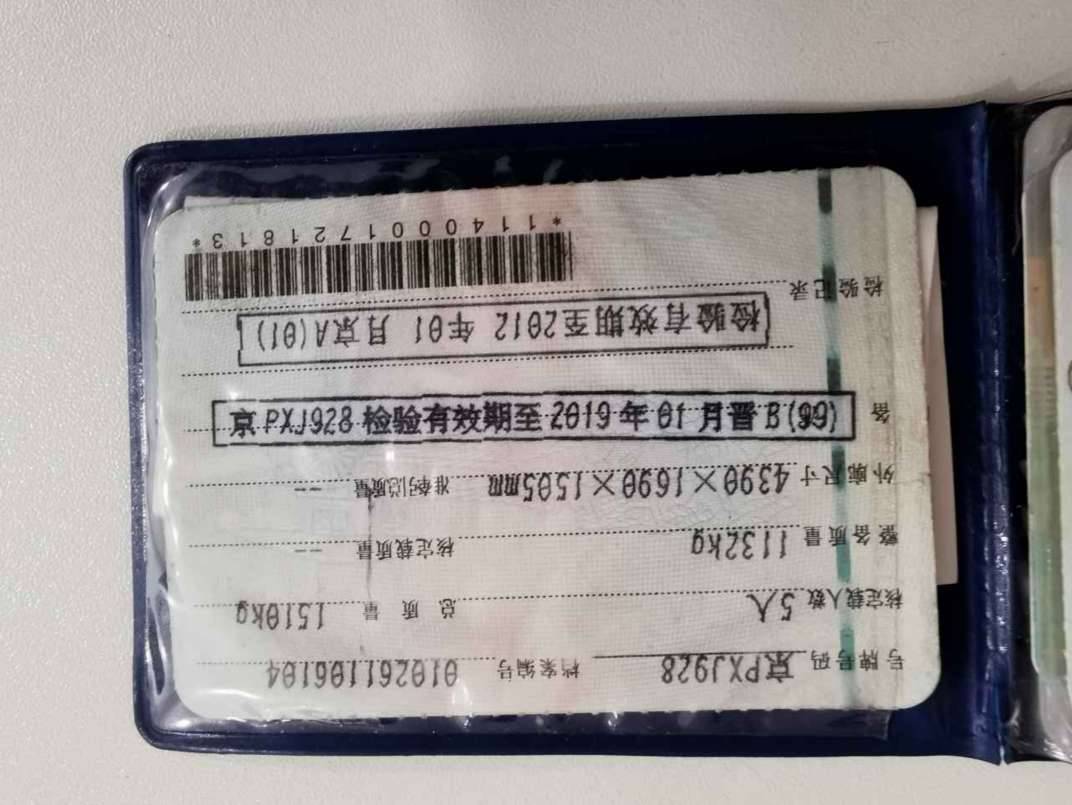 号牌号码 京PXJ928 档案编号 010261106104
核定载人数 5人 总质量 1510kg
整备质量 1132kg 核定载质量 --
外廓尺寸 4390×1690×1505mm 准牵引总质量 --
备
京PXJ928 检验有效期至 2019年01月晋B(99)
检验有效期至2012年01月京A(01)
检验记录
*1140001721813*